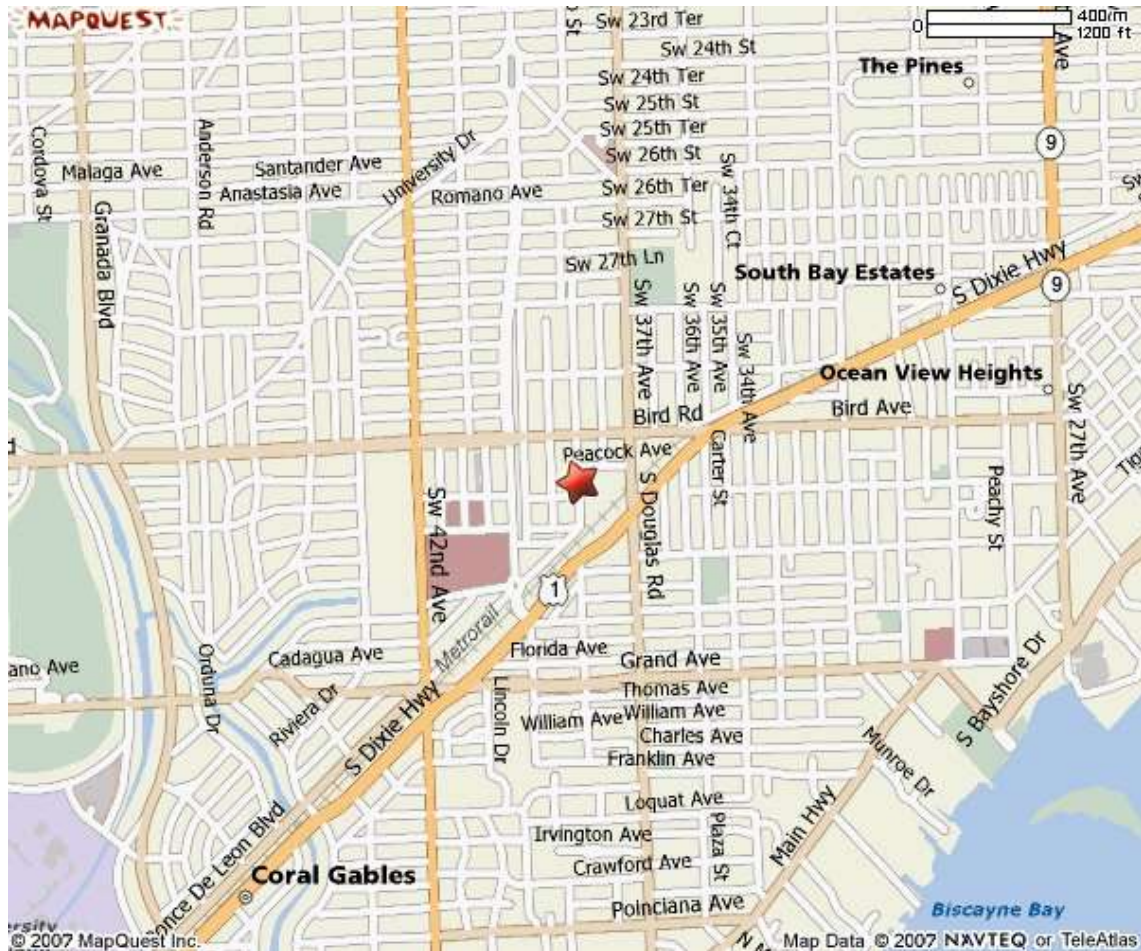 MAPQUEST
Sw 23rd Ter
0
400/m
1200 ft
Sw 24th St
Ave
The Pines
Sw 24th Ter
Sw 25th St
Sw 25th Ter
Sw 26th St
9
Cordova St
Anderson Rd
Malaga Ave
Santander Ave
University Dr
Anastasia Ave
Romano Ave
Sw 26th Ter
Sw 34th Ct
Sw 27th St
Granada Blvd
Sw 27th Ln
South Bay Estates
S Dixie Hwy
9
Sw 37th Ave
Sw 36th Ave
Sw 35th Ave
Sw 34th Ave
Ocean View Heights
Bird Rd
Bird Ave
Sw 27th Ave
Peacock Ave
Carter St
Peachy St
Sw 42nd Ave
S Douglas Rd
1
Metrorail
Florida Ave
Cadagua Ave
Grand Ave
Orduna Dr
Riviera Dr
Lincoln Dr
Thomas Ave
S Dixie Hwy
William Ave
William Ave
S Bayshore Dr
Charles Ave
Franklin Ave
Munroe Dr
Loquat Ave
Main Hwy
Irvington Ave
Plaza St
Crawford Ave
Ponce De Leon Blvd
Coral Gables
Poinciana Ave
Biscayne Bay
© 2007 MapQuest Inc.
Map Data © 2007 NAVTEQ or TeleAtlas